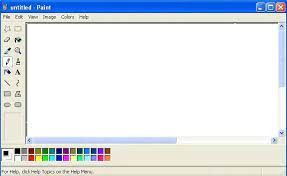 untitled - Paint
File Edit View Image Colors Help
A
For Help, click Help Topics on the Help Menu.